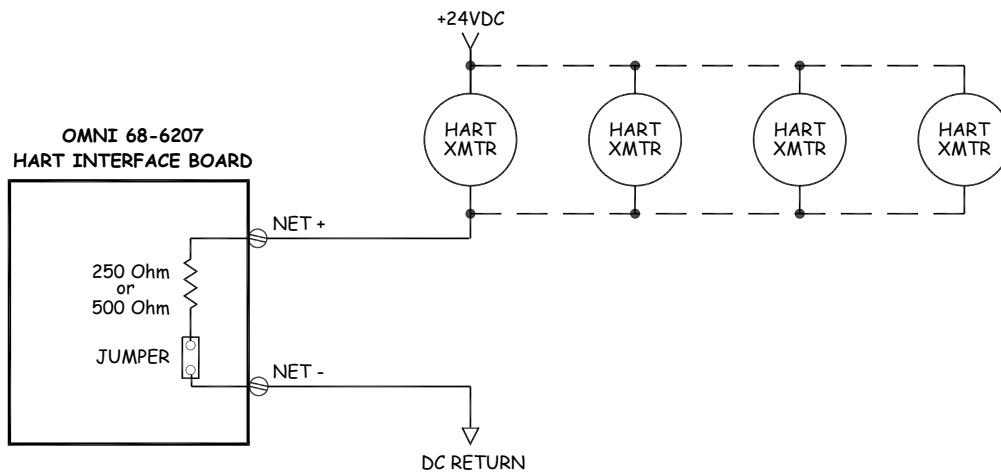 +24VDC
HART
XMTR
HART
XMTR
HART
XMTR
HART
XMTR
OMNI 68-6207
HART INTERFACE BOARD
NET +
250 Ohm
or
500 Ohm
JUMPER
NET -
DC RETURN